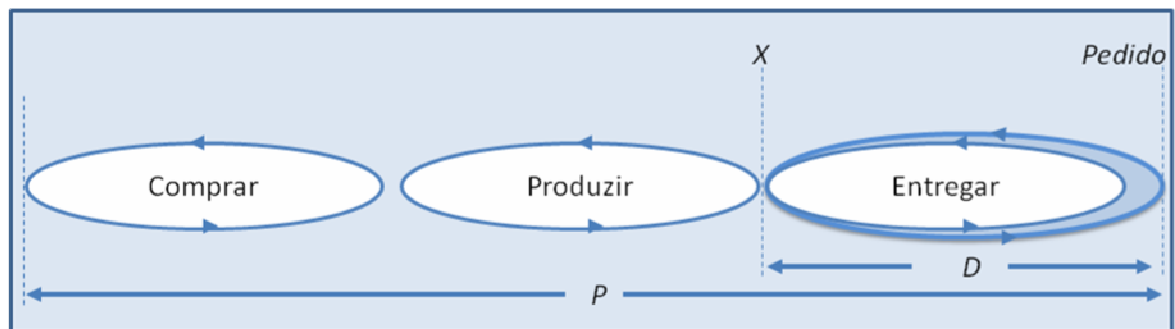 X
Pedido
Comprar
Produzir
Entregar
D
P